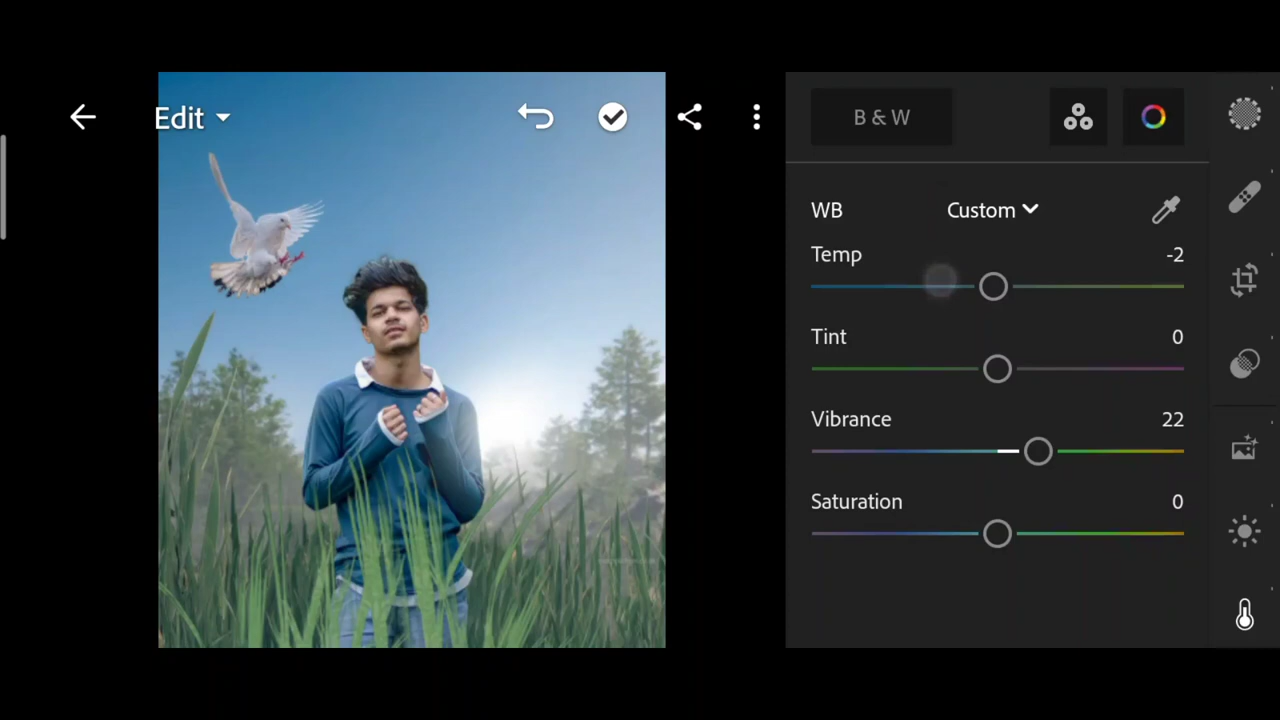 Edit
B & W
WB Custom
Temp -2
Tint 0
Vibrance 22
Saturation 0